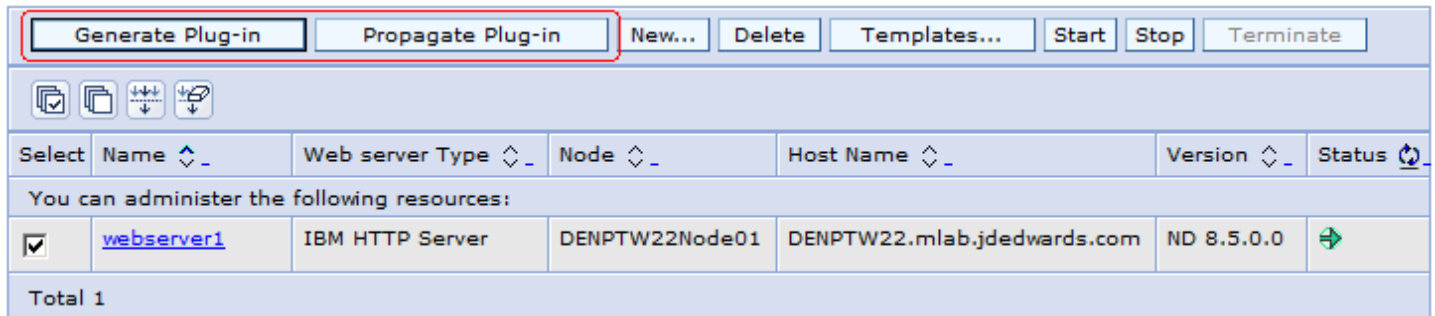 Generate Plug-in Propagate Plug-in New... Delete Templates... Start Stop Terminate
Select Name Web server Type Node Host Name Version Status
You can administer the following resources:
webserver1 IBM HTTP Server DENPTW22Node01 DENPTW22.mlab.jdedwards.com ND 8.5.0.0
Total 1